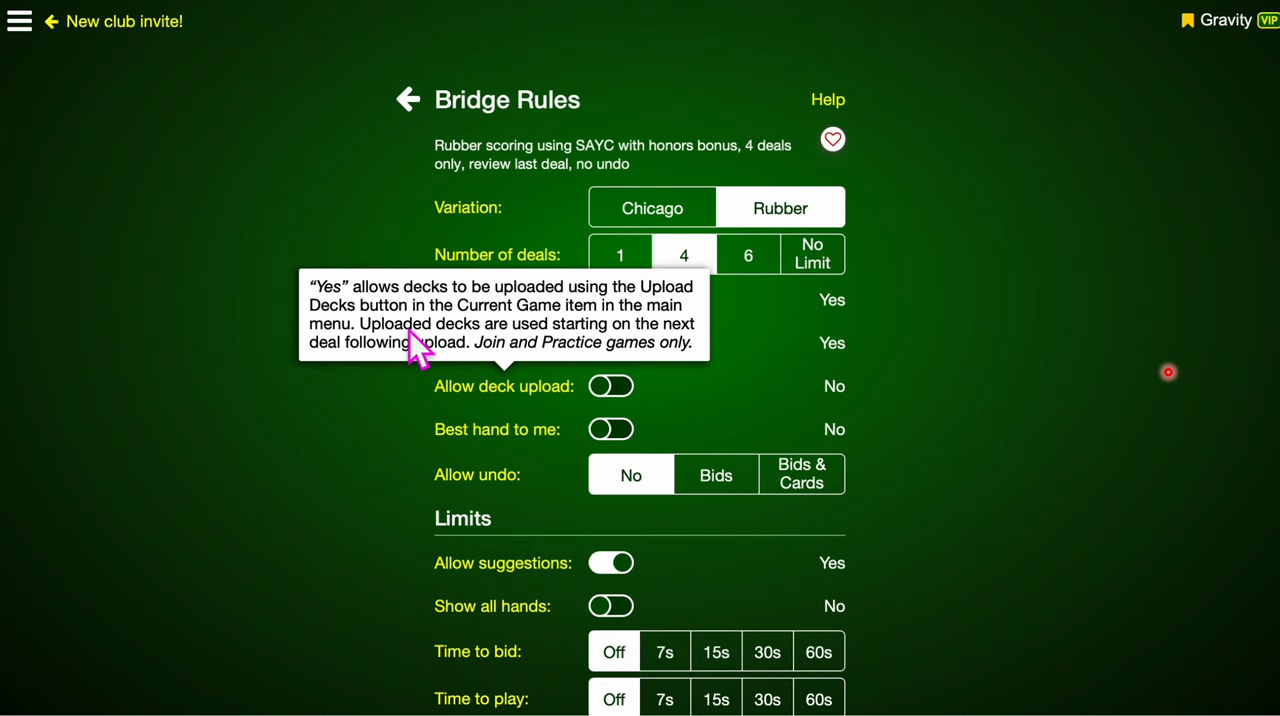 New club invite!
Gravity VIP
Bridge Rules
Help
Rubber scoring using SAYC with honors bonus, 4 deals
only, review last deal, no undo
Variation: Chicago Rubber
Number of deals: 1 4 6 No Limit
“Yes” allows decks to be uploaded using the Upload
Decks button in the Current Game item in the main
menu. Uploaded decks are used starting on the next
deal following upload. Join and Practice games only.
Yes
Yes
Allow deck upload: No
Best hand to me: No
Allow undo: No Bids Bids & Cards
Limits
Allow suggestions: Yes
Show all hands: No
Time to bid: Off 7s 15s 30s 60s
Time to play: Off 7s 15s 30s 60s